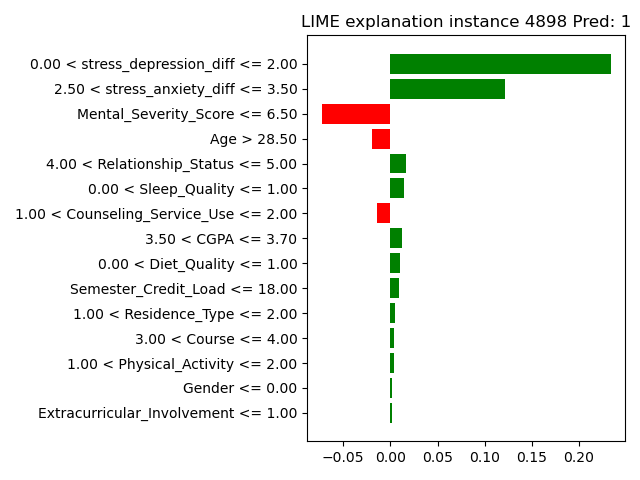 LIME explanation instance 4898 Pred: 1
0.00 < stress_depression_diff <= 2.00
2.50 < stress_anxiety_diff <= 3.50
Mental_Severity_Score <= 6.50
Age > 28.50
4.00 < Relationship_Status <= 5.00
0.00 < Sleep_Quality <= 1.00
1.00 < Counseling_Service_Use <= 2.00
3.50 < CGPA <= 3.70
0.00 < Diet_Quality <= 1.00
Semester_Credit_Load <= 18.00
1.00 < Residence_Type <= 2.00
3.00 < Course <= 4.00
1.00 < Physical_Activity <= 2.00
Gender <= 0.00
Extracurricular_Involvement <= 1.00
−0.05 0.00 0.05 0.10 0.15 0.20